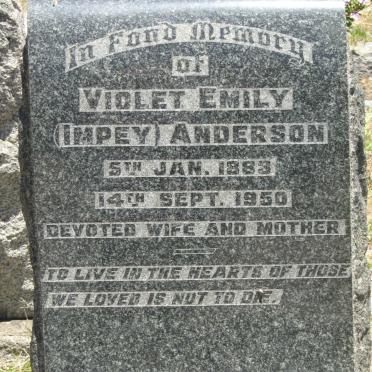 In Fond Memory
of
VIOLET EMILY
(IMPEY) ANDERSON
5TH JAN. 1883
14TH SEPT. 1950
DEVOTED WIFE AND MOTHER
TO LIVE IN THE HEARTS OF THOSE
WE LOVED IS NOT TO DIE.